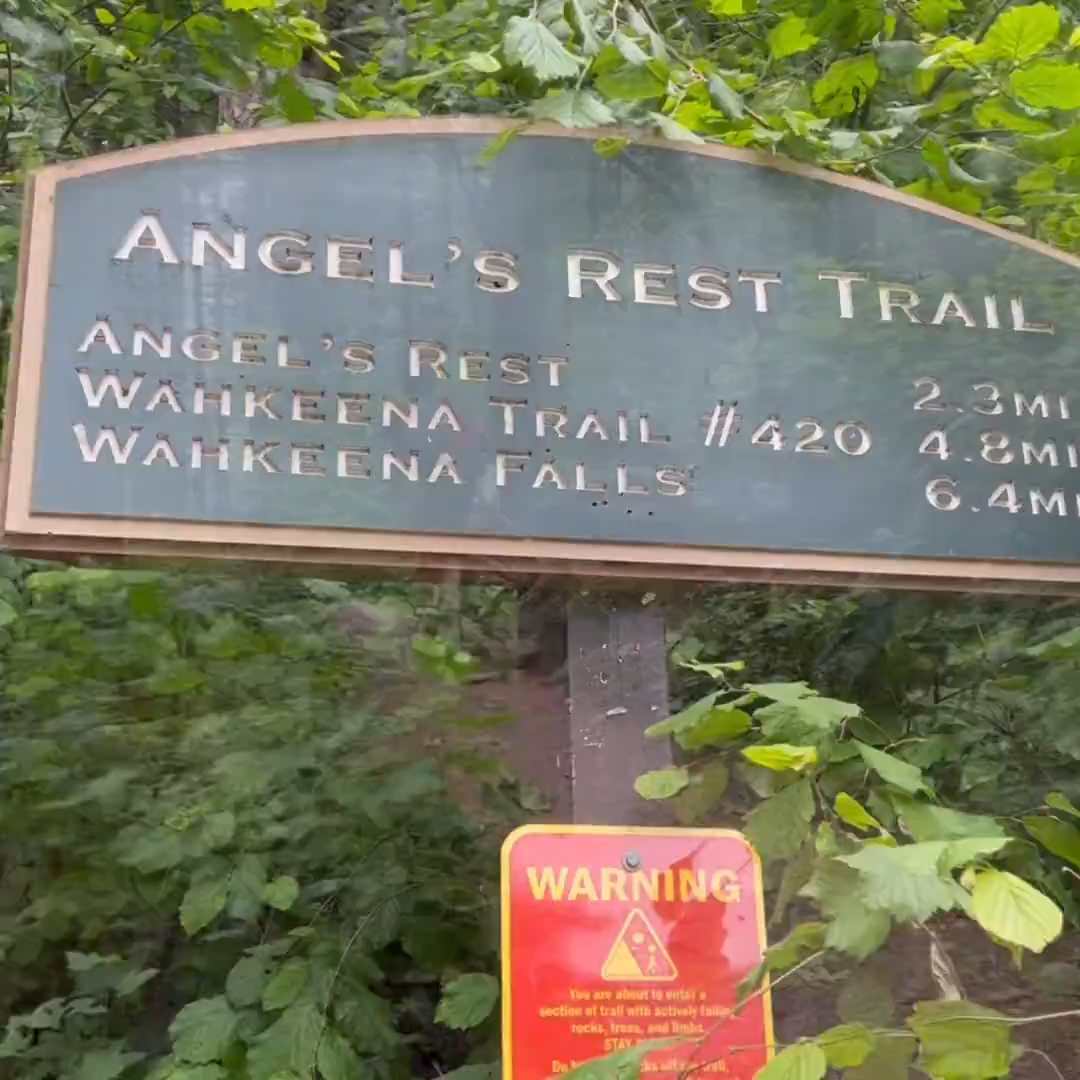 ANGEL'S REST TRAIL
ANGEL'S REST 2.3MI
WAHKEENA TRAIL #420 4.8MI
WAHKEENA FALLS 6.4MI
WARNING
You are about to enter a
section of trail with actively falling
rocks, trees, and limbs.
STAY
trail,